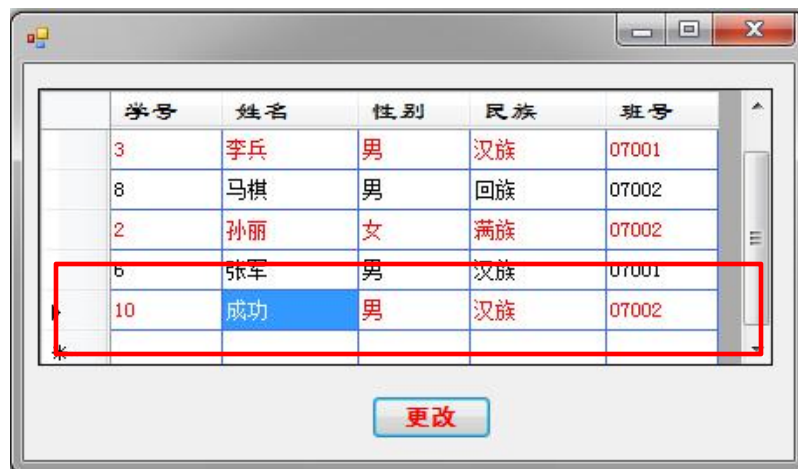 学号 姓名 性别 民族 班号
3 李兵 男 汉族 07001
8 马棋 男 回族 07002
2 孙丽 女 满族 07002
6 张军 男 汉族 07001
10 成功 男 汉族 07002
更改